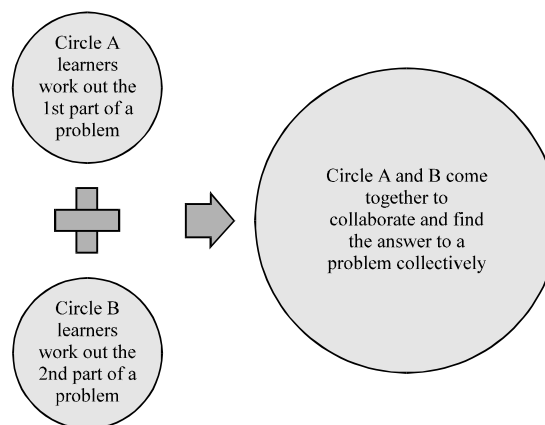 Circle A
learners
work out the
1st part of a
problem
Circle B
learners
work out the
2nd part of a
problem
Circle A and B come
together to
collaborate and find
the answer to a
problem collectively